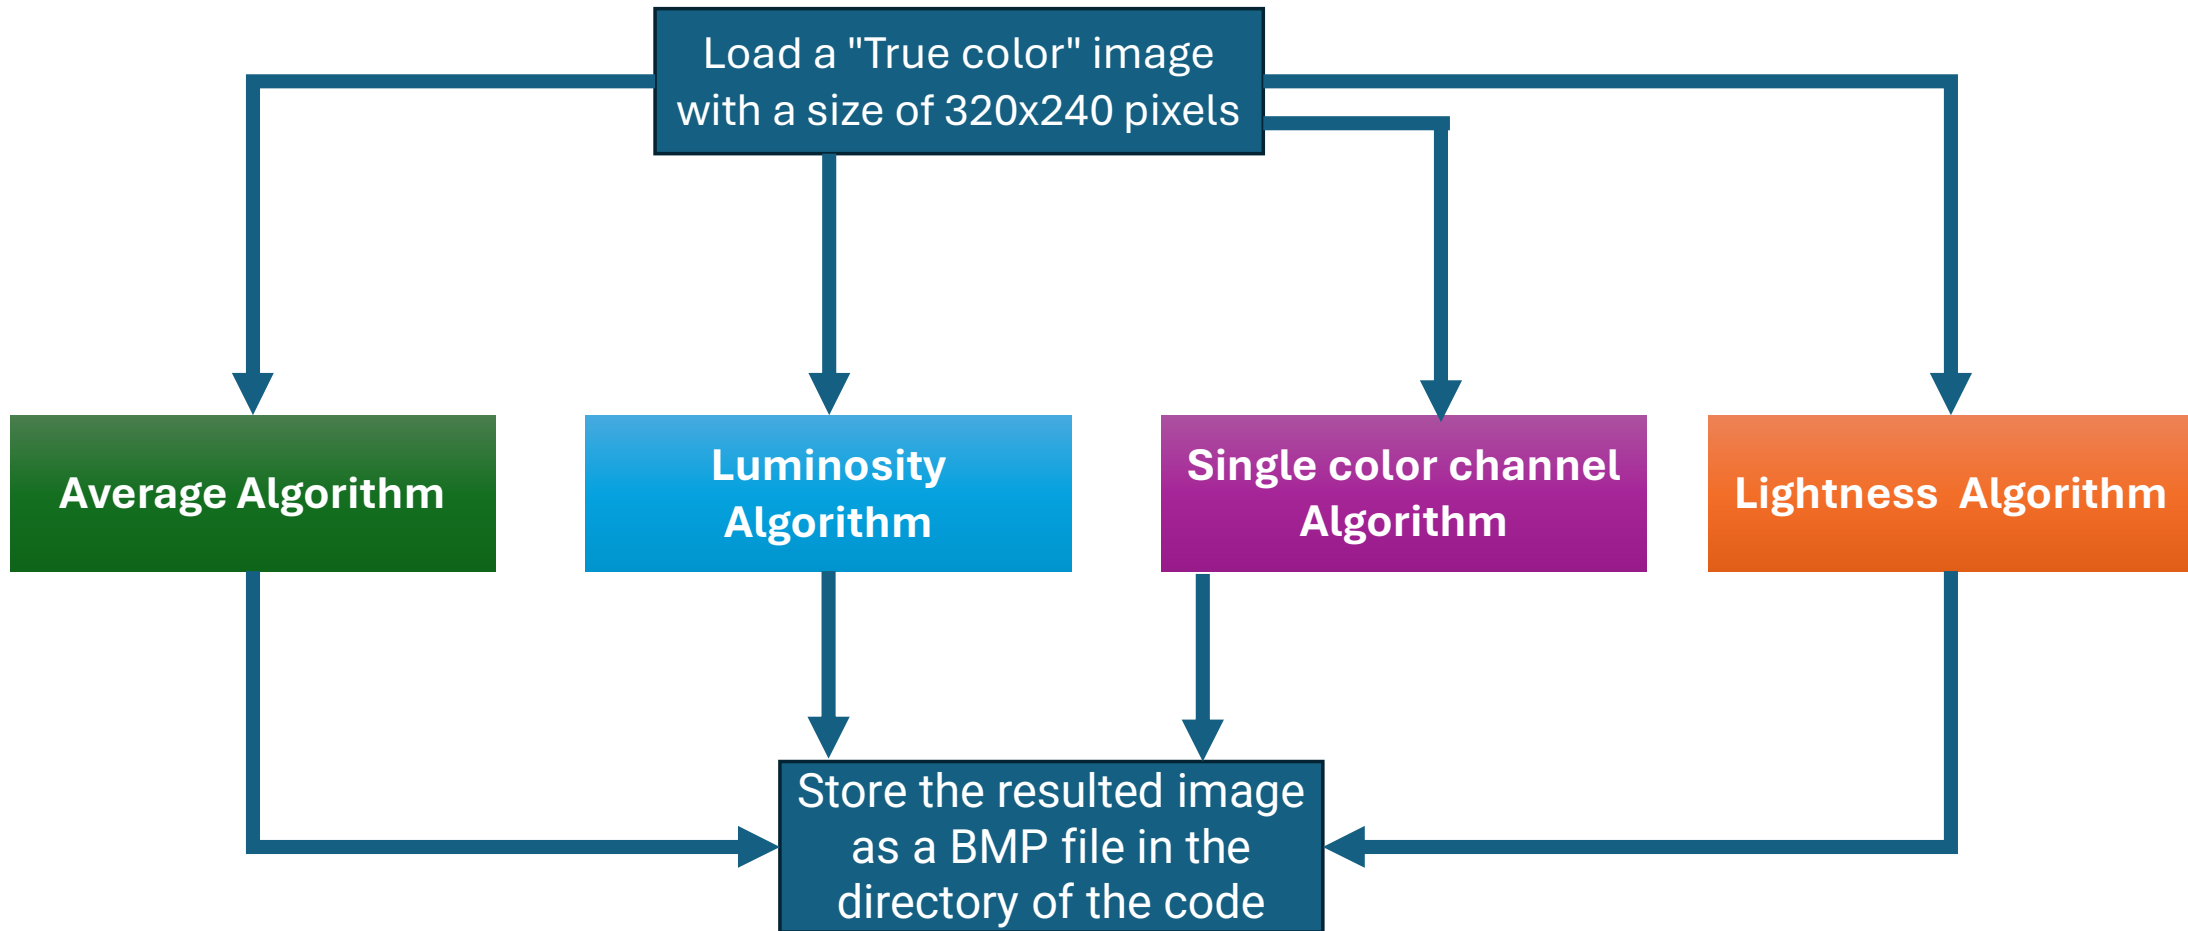 Load a "True color" image
with a size of 320x240 pixels
Average Algorithm
Luminosity
Algorithm
Single color channel
Algorithm
Lightness  Algorithm
Store the resulted image
as a BMP file in the
directory of the code